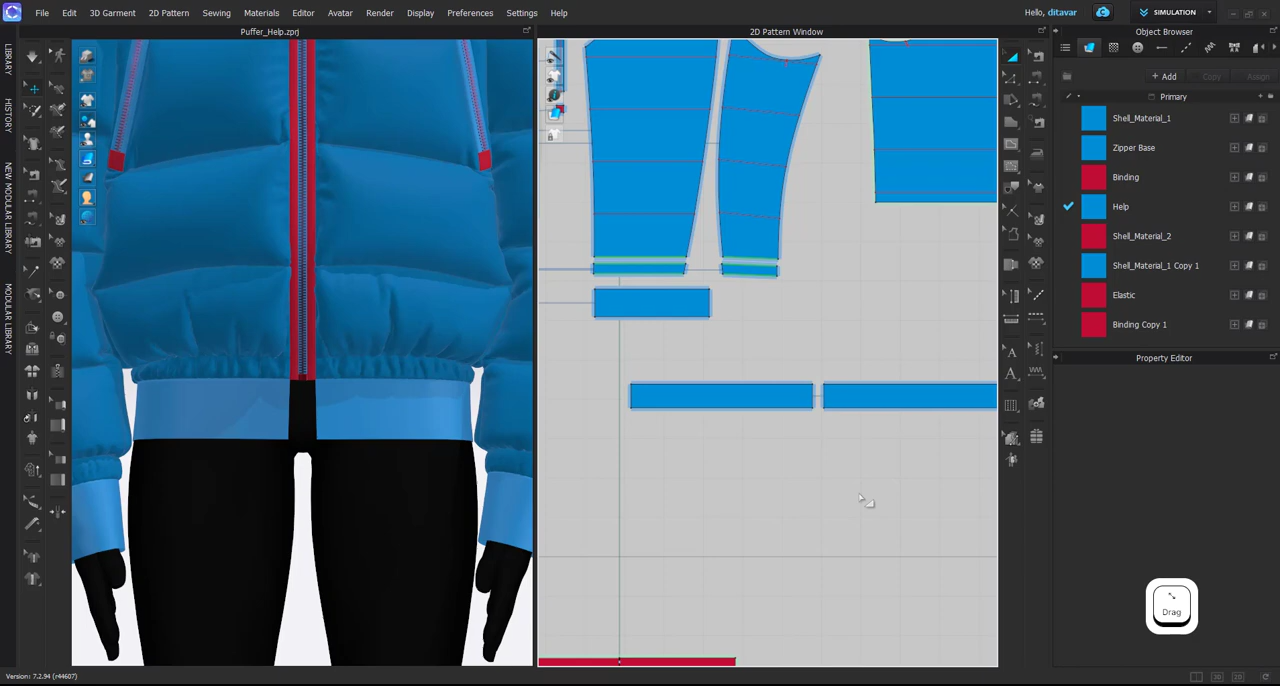 File Edit 3D Garment 2D Pattern Sewing Materials Editor Avatar Render Display Preferences Settings Help
Hello, ditavar
SIMULATION
Puffer_Help.zprj
2D Pattern Window
Object Browser
LIBRARY
HISTORY
NEW MODULAR LIBRARY
MODULAR LIBRARY
+ Add
Copy
Assign
Primary
Shell_Material_1
Zipper Base
Binding
Help
Shell_Material_2
Shell_Material_1 Copy 1
Elastic
Binding Copy 1
Property Editor
Drag
Version: 7.2.94 (r44607)
3D
2D